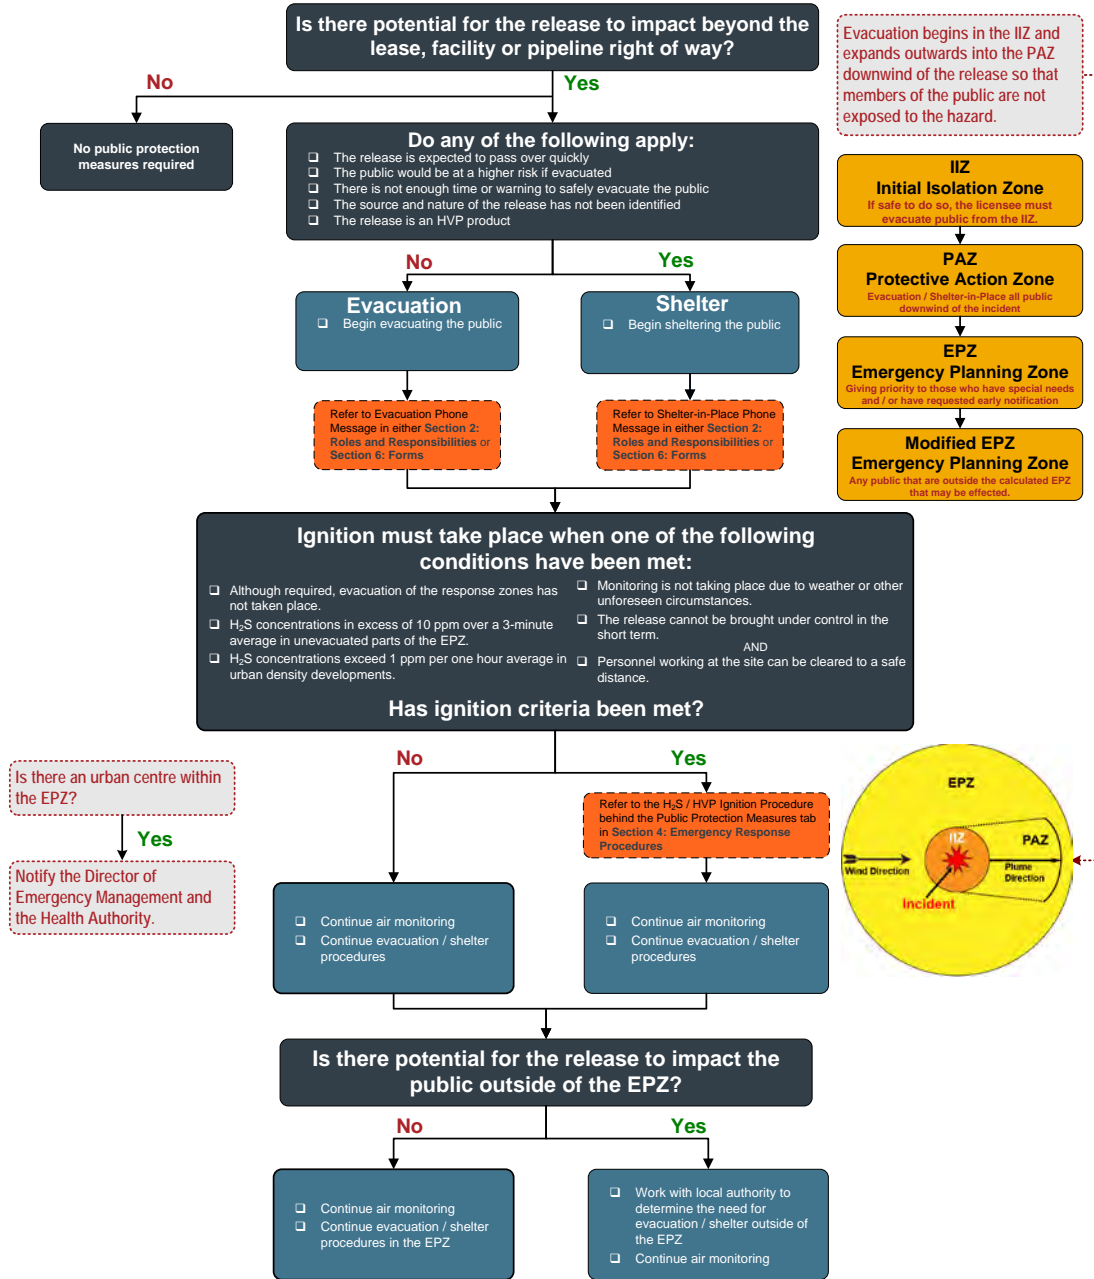 Is there potential for the release to impact beyond the
lease, facility or pipeline right of way?
Evacuation begins in the IIZ and
expands outwards into the PAZ
downwind of the release so that
members of the public are not
exposed to the hazard.
No
Yes
No public protection
measures required
Do any of the following apply:
❑ The release is expected to pass over quickly
❑ The public would be at a higher risk if evacuated
❑ There is not enough time or warning to safely evacuate the public
❑ The source and nature of the release has not been identified
❑ The release is an HVP product
IIZ
Initial Isolation Zone
If safe to do so, the licensee must
evacuate public from the IIZ.
PAZ
Protective Action Zone
Evacuation / Shelter-in-Place all public
downwind of the incident
EPZ
Emergency Planning Zone
Giving priority to those who have special needs
and / or have requested early notification
Modified EPZ
Emergency Planning Zone
Any public that are outside the calculated EPZ
that may be effected.
No
Yes
Evacuation
❑ Begin evacuating the public
Shelter
❑ Begin sheltering the public
Refer to Evacuation Phone
Message in either Section 2:
Roles and Responsibilities or
Section 6: Forms
Refer to Shelter-in-Place Phone
Message in either Section 2:
Roles and Responsibilities or
Section 6: Forms
Ignition must take place when one of the following
conditions have been met:
❑ Although required, evacuation of the response zones has
not taken place.
❑ H₂S concentrations in excess of 10 ppm over a 3-minute
average in unevacuated parts of the EPZ.
❑ H₂S concentrations exceed 1 ppm per one hour average in
urban density developments.
❑ Monitoring is not taking place due to weather or other
unforeseen circumstances.
❑ The release cannot be brought under control in the
short term.
AND
❑ Personnel working at the site can be cleared to a safe
distance.
Has ignition criteria been met?
No
Yes
Is there an urban centre within
the EPZ?
Yes
Notify the Director of
Emergency Management and
the Health Authority.
Refer to the H₂S / HVP Ignition Procedure
behind the Public Protection Measures tab
in Section 4: Emergency Response
Procedures
EPZ
IIZ
PAZ
Wind Direction
Plume
Direction
Incident
❑ Continue air monitoring
❑ Continue evacuation / shelter
procedures
❑ Continue air monitoring
❑ Continue evacuation / shelter
procedures
Is there potential for the release to impact the
public outside of the EPZ?
No
Yes
❑ Continue air monitoring
❑ Continue evacuation / shelter
procedures in the EPZ
❑ Work with local authority to
determine the need for
evacuation / shelter outside of
the EPZ
❑ Continue air monitoring